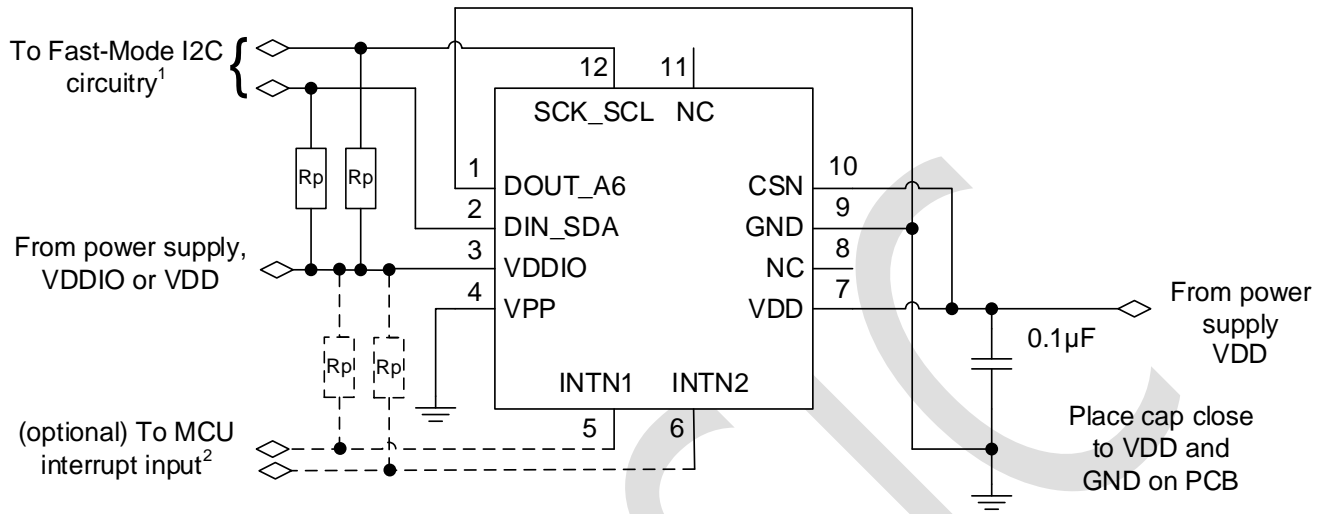 To Fast-Mode I2C
circuitry1
{
12
11
SCK_SCL
NC
Rp
Rp
1
DOUT_A6
2
DIN_SDA
3
VDDIO
4
VPP
CSN
10
GND
9
NC
8
VDD
7
From power supply,
VDDIO or VDD
From power
supply
VDD
0.1µF
Rp
Rp
INTN1
INTN2
5
6
(optional) To MCU
interrupt input2
Place cap close
to VDD and
GND on PCB